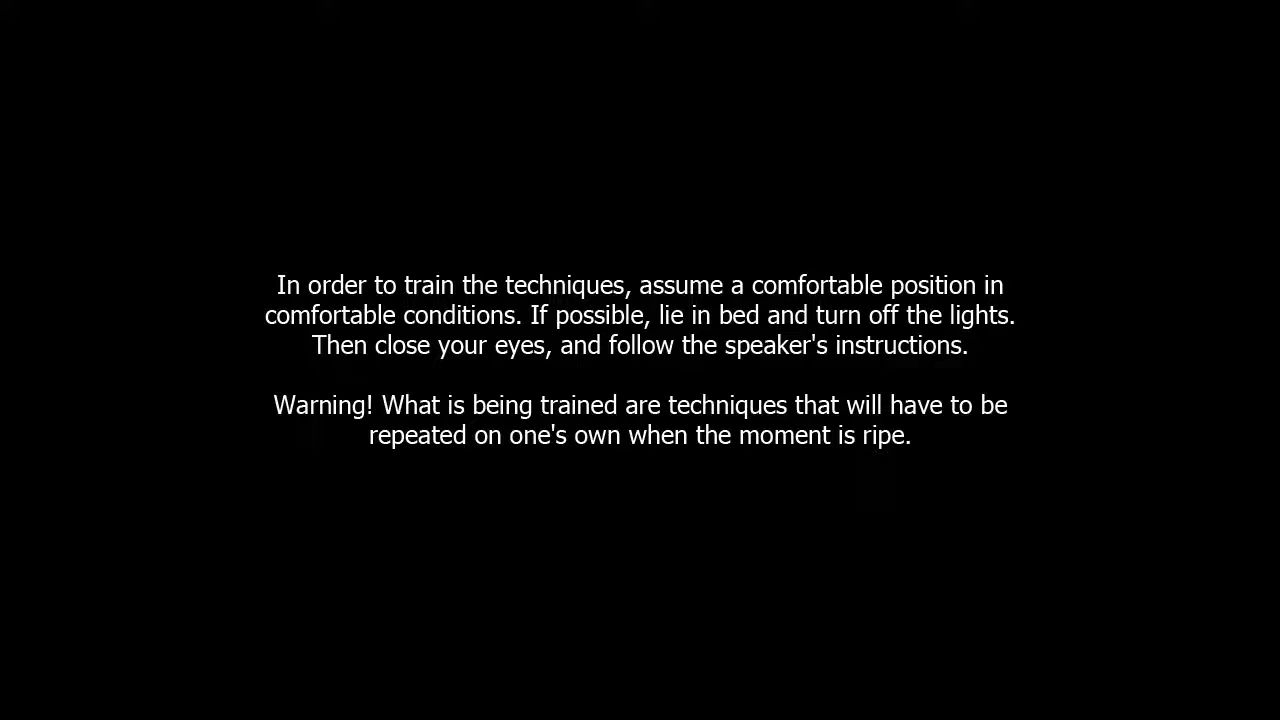 In order to train the techniques, assume a comfortable position in
comfortable conditions. If possible, lie in bed and turn off the lights.
Then close your eyes, and follow the speaker's instructions.
Warning! What is being trained are techniques that will have to be
repeated on one's own when the moment is ripe.